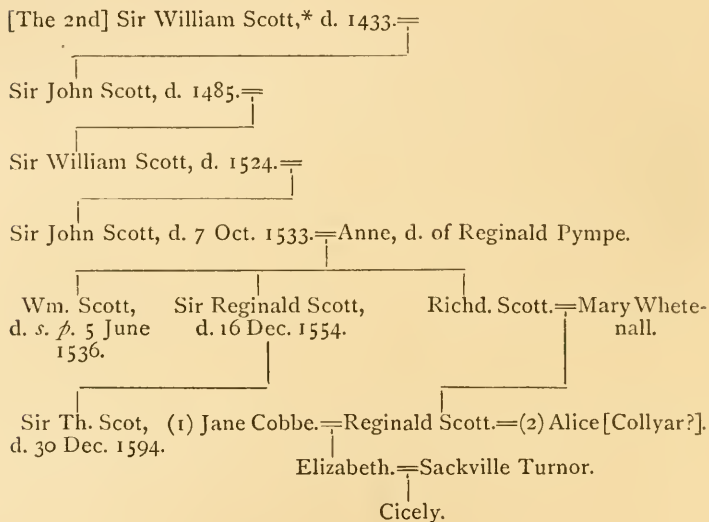 [The 2nd] Sir William Scott,* d. 1433.=
Sir John Scott, d. 1485.=
Sir William Scott, d. 1524.=
Sir John Scott, d. 7 Oct. 1533.=Anne, d. of Reginald Pympe.
Wm. Scott, Sir Reginald Scott, Richd. Scott.=Mary Whete-
d. s. p. 5 June d. 16 Dec. 1554. nall.
1536.
Sir Th. Scot, (1) Jane Cobbe.=Reginald Scott.=(2) Alice [Collyar?].
d. 30 Dec. 1594.
Elizabeth.=Sackville Turnor.
Cicely.